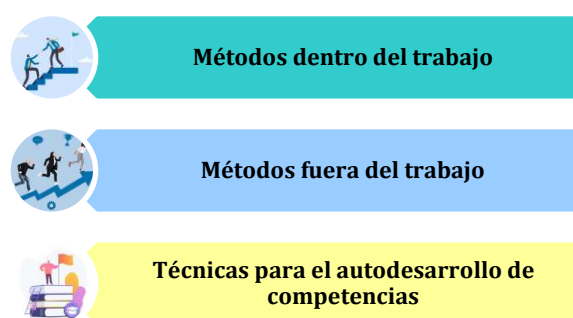 Métodos dentro del trabajo
Métodos fuera del trabajo
Técnicas para el autodesarrollo de
competencias